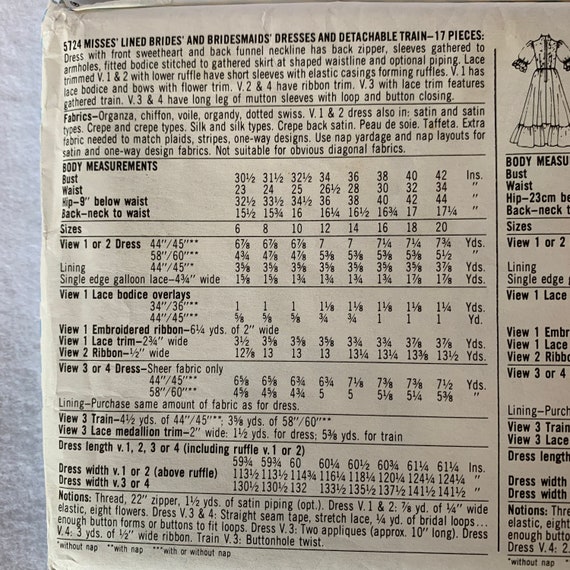 5724 MISSES' LINED BRIDES' AND BRIDESMAIDS' DRESSES AND DETACHABLE TRAIN—17 PIECES:
Dress with front sweetheart and back funnel neckline has back zipper, sleeves gathered to
armholes, fitted bodice stitched to gathered skirt at shaped waistline and optional piping. Lace
trimmed V. 1 & 2 with lower ruffle have short sleeves with elastic casings forming ruffles. V. 1 has
lace bodice and bows with flower trim. V. 2 & 4 have ribbon trim. V. 3 with lace trim features
gathered train. V. 3 & 4 have long leg of mutton sleeves with loop and button closing.
Fabrics—Organza, chiffon, voile, organdy, dotted swiss. V. 1 & 2 dress also in: satin and satin
types. Crepe and crepe types. Silk and silk types. Crepe back satin. Peau de soie. Taffeta. Extra
fabric needed to match plaids, stripes, one-way designs. Use nap yardage and nap layouts for
satin and one-way design fabrics. Not suitable for obvious diagonal fabrics.
BODY MEASUREMENTS
Bust 30½ 31½ 32½ 34 36 38 40 42 Ins.
Waist 23 24 25 26½ 28 30 32 34 "
Hip—9" below waist 32½ 33½ 34½ 36 38 40 42 44 "
Back—neck to waist 15½ 15¾ 16 16¼ 16½ 16¾ 17 17¼ "
Sizes 6 8 10 12 14 16 18 20
View 1 or 2 Dress 44"/45"** 6⅞ 6⅞ 6⅞ 7 7 7¼ 7¼ 7¾ Yds.
58"/60"** 4¾ 4⅞ 4⅞ 5⅜ 5⅜ 5⅜ 5⅜ 5½ "
Lining 44"/45"** 3⅝ 3⅝ 3⅝ 3⅝ 3⅝ 3⅝ 3⅝ 3⅝ Yds.
Single edge galloon lace—4¾" wide 1⅝ 1⅝ 1¾ 1¾ 1¾ 1¾ 1⅞ 1⅞ Yds.
View 1 Lace bodice overlays
34"/36"** 1 1 1 1⅛ 1⅛ 1⅛ 1¼ 1¼ Yds.
44"/45"** ⅝ ⅝ ⅝ ¾ ¾ 1 1 1 Yd.
View 1 Embroidered ribbon—6¼ yds. of 2" wide
View 1 Lace trim—2¾" wide 3½ 3⅝ 3⅝ 3⅝ 3¾ 3¾ 3⅞ 3⅞ Yds.
View 2 Ribbon—½" wide 12⅞ 13 13 13 13¼ 13¼ 13⅜ 13½ Yds.
View 3 or 4 Dress—Sheer fabric only
44"/45"** 6⅝ 6⅝ 6¾ 6¾ 7⅛ 7⅜ 7⅜ 7½ Yds.
58"/60"** 4⅝ 4⅝ 4¾ 5 5 5⅛ 5¼ 5⅜ "
Lining—Purchase same amount of fabric as for dress.
View 3 Train—4½ yds. of 44"/45"**; 3⅝ yds. of 58"/60"**
View 3 Lace medallion trim—2" wide: 1½ yds. for dress; 5⅜ yds. for train
Dress length v. 1, 2, 3 or 4 (including ruffle v. 1 or 2)
59¾ 59¾ 60 60¼ 60½ 60¾ 61 61¼ Ins.
Dress width v. 1 or 2 (above ruffle) 113½ 113½ 114¾ 116 118 120 122 124 "
Dress width v. 3 or 4 130½ 130½ 132 133½ 135½ 137½ 141½ 141½ "
Notions: Thread, 22" zipper, 1½ yds. of satin piping (opt.). Dress V. 1 & 2: ⅞ yd. of ¼" wide
elastic, eight flowers. Dress V. 3 & 4: Straight seam tape, stretch lace, ¼ yd. of bridal loops...
enough button forms or buttons to fit loops. Dress V. 3: Two appliques (approx. 10" long). Dress
V. 4: 3 yds. of ½" wide ribbon. Train V. 3: Buttonhole twist.
*without nap **with nap ***with or without nap
BODY MEASU
Bust
Waist
Hip—23cm be
Back—neck to
Sizes
View 1 or 2
Lining
Single edge ga
View 1 Lace
View 1 Embr
View 1 Lace
View 2 Ribbo
View 3 or 4
Lining—Purch
View 3 Train—
View 3 Lace
Dress length
Dress width
Dress width
Notions: Threa
elastic, eight
enough button
*without nap